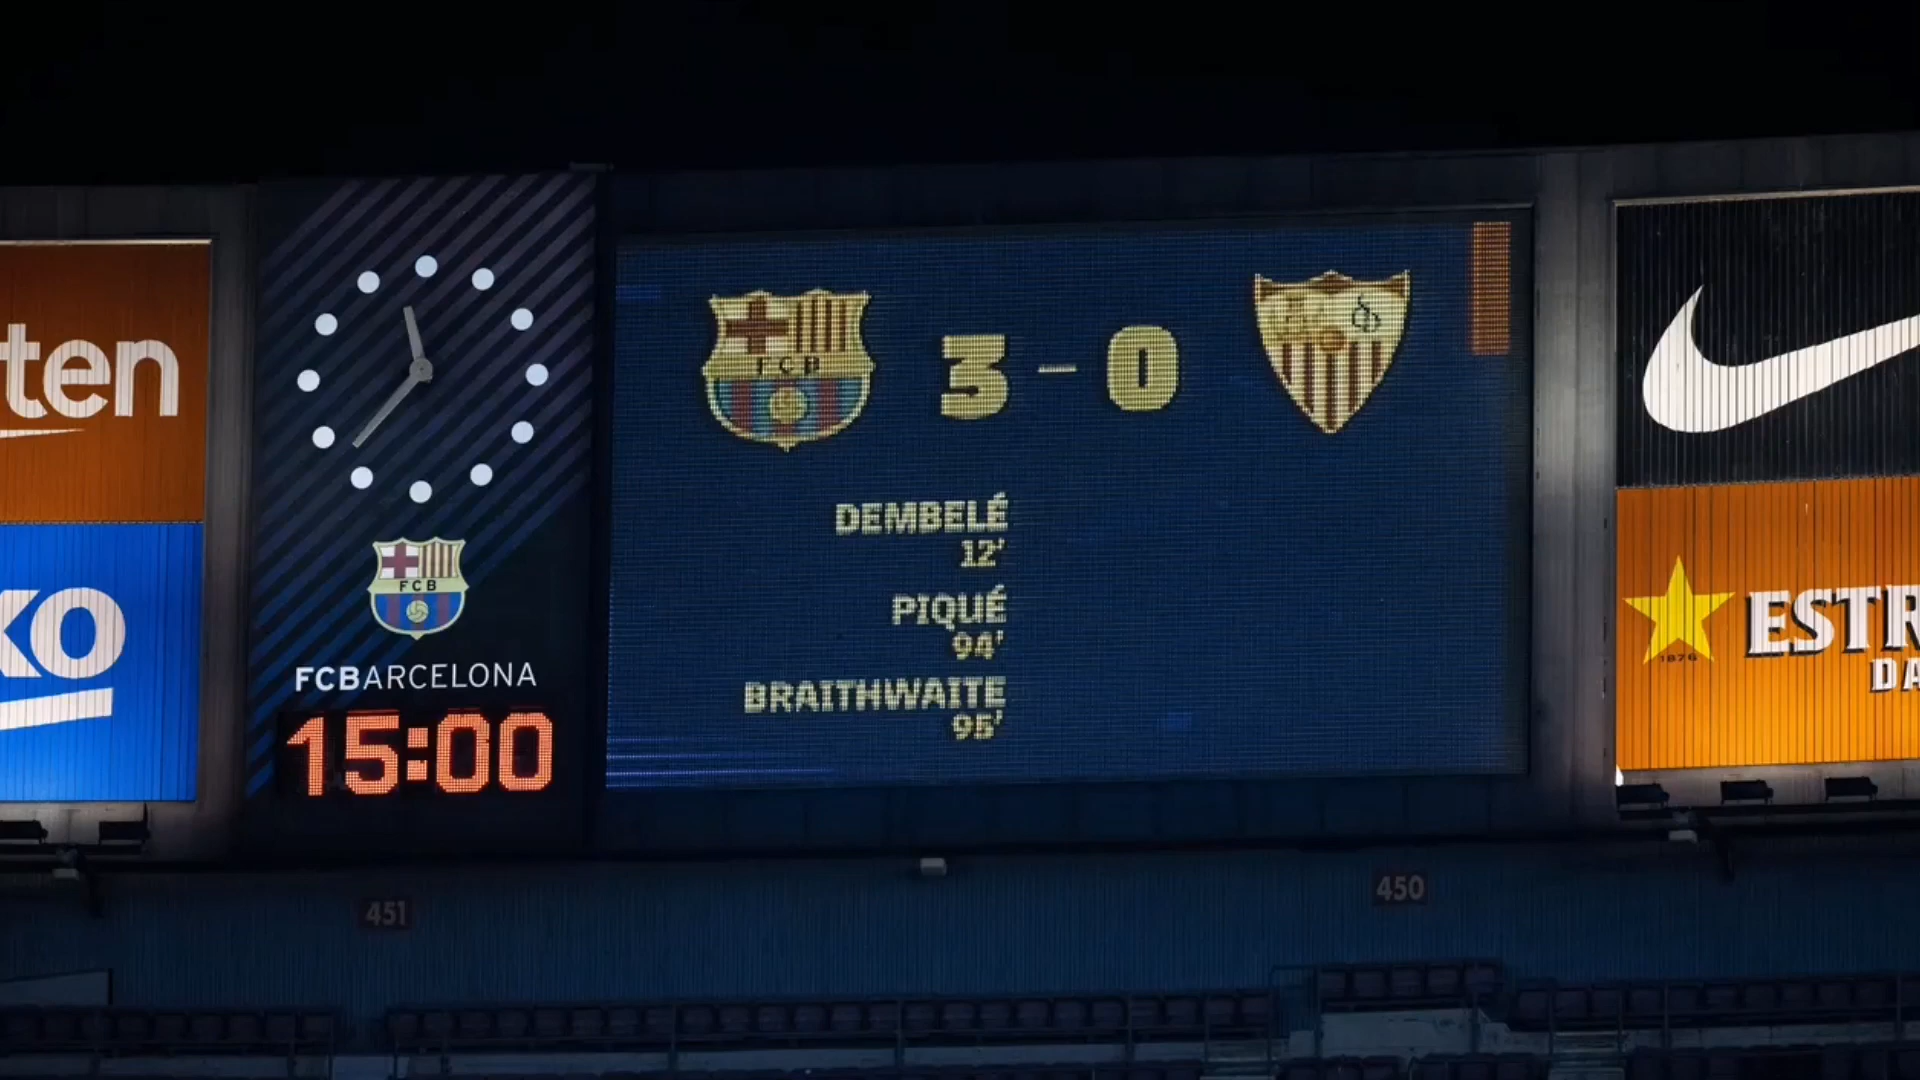 ten
KO
FCB
FCBARCELONA
15:00
FCB
3-0
DEMBELÉ
12'
PIQUÉ
94'
BRAITHWAITE
95'
1876
ESTR
DA
451
450